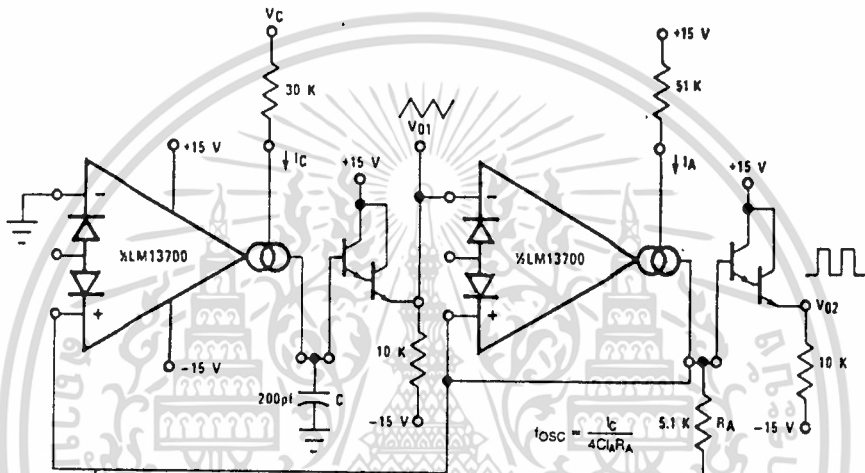 VC
30 K
IC
+15 V
-15 V
½LM13700
-
+
200pf
C
+15 V
VO1
10 K
-15 V
+15 V
51 K
IA
½LM13700
-
+
+15 V
VO2
10 K
-15 V
5.1 K
RA
fOSC = IC / 4CIARA